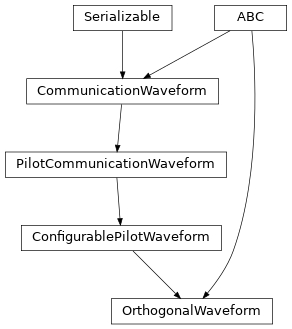 Serializable
ABC
CommunicationWaveform
PilotCommunicationWaveform
ConfigurablePilotWaveform
OrthogonalWaveform